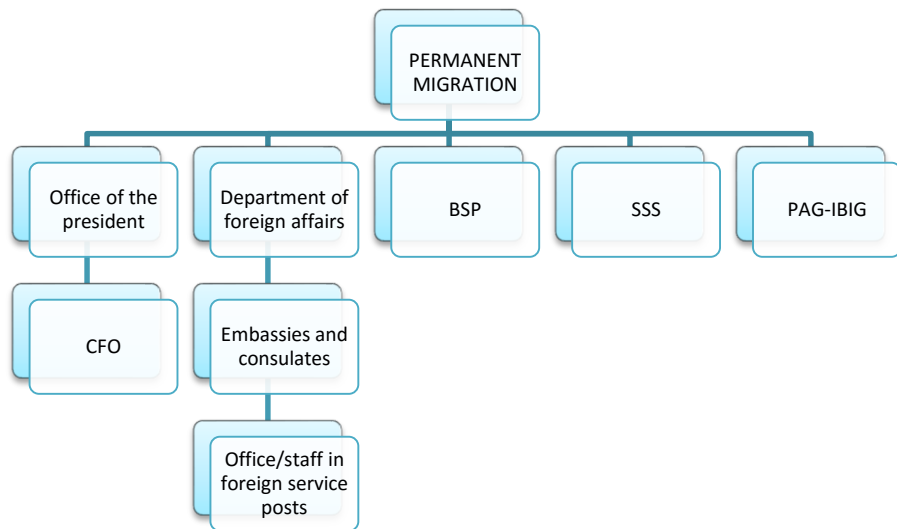 PERMANENT
MIGRATION
Office of the
president
Department of
foreign affairs
BSP
SSS
PAG-IBIG
CFO
Embassies and
consulates
Office/staff in
foreign service
posts